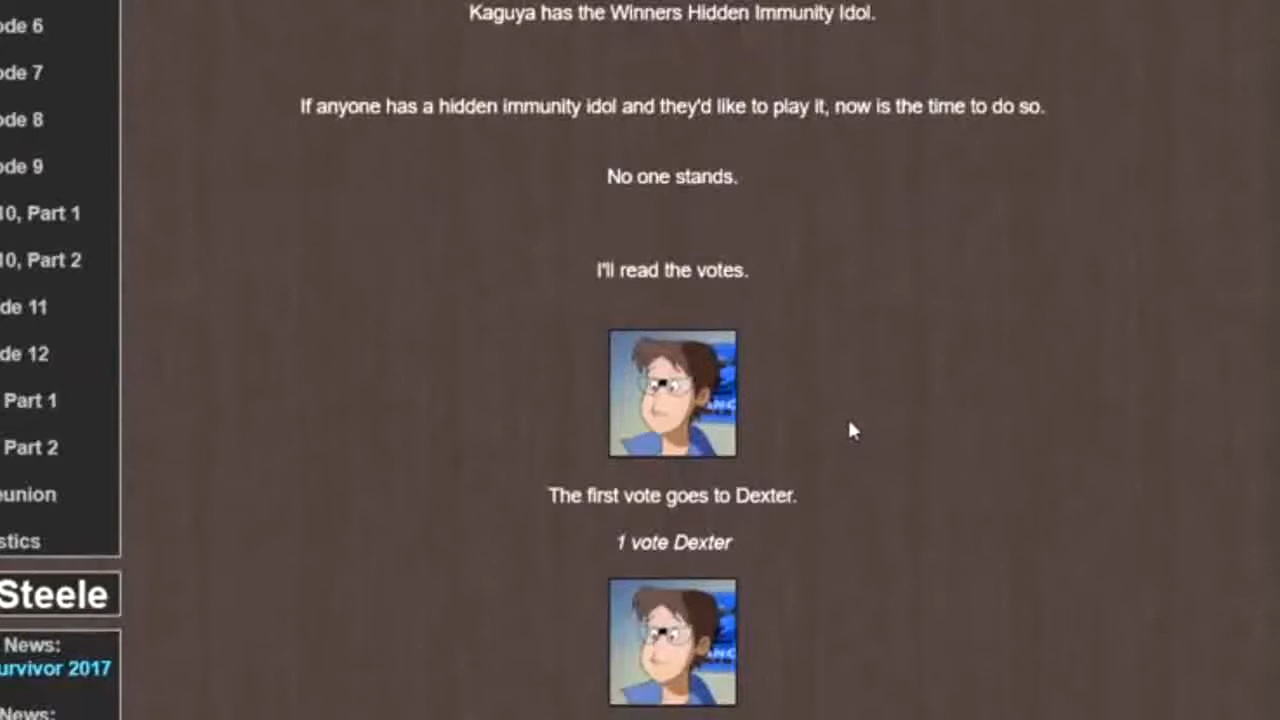 Kaguya has the Winners Hidden Immunity Idol.
If anyone has a hidden immunity idol and they'd like to play it, now is the time to do so.
No one stands.
I'll read the votes.
The first vote goes to Dexter.
1 vote Dexter
ode 6
ode 7
ode 8
ode 9
10, Part 1
10, Part 2
de 11
de 12
Part 1
Part 2
eunion
stics
Steele
News:
urvivor 2017
News: